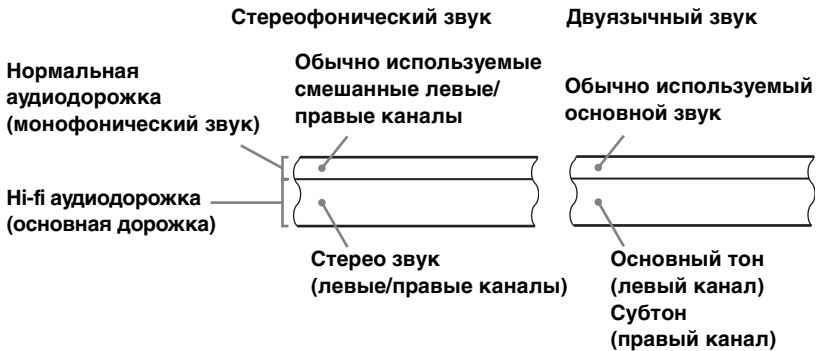 Стереофонический звук
Двуязычный звук
Нормальная
аудиодорожка
(монофонический звук)
Обычно используемые
смешанные левые/
правые каналы
Обычно используемый
основной звук
Hi-fi аудиодорожка
(основная дорожка)
Стерео звук
(левые/правые каналы)
Основный тон
(левый канал)
Субтон
(правый канал)